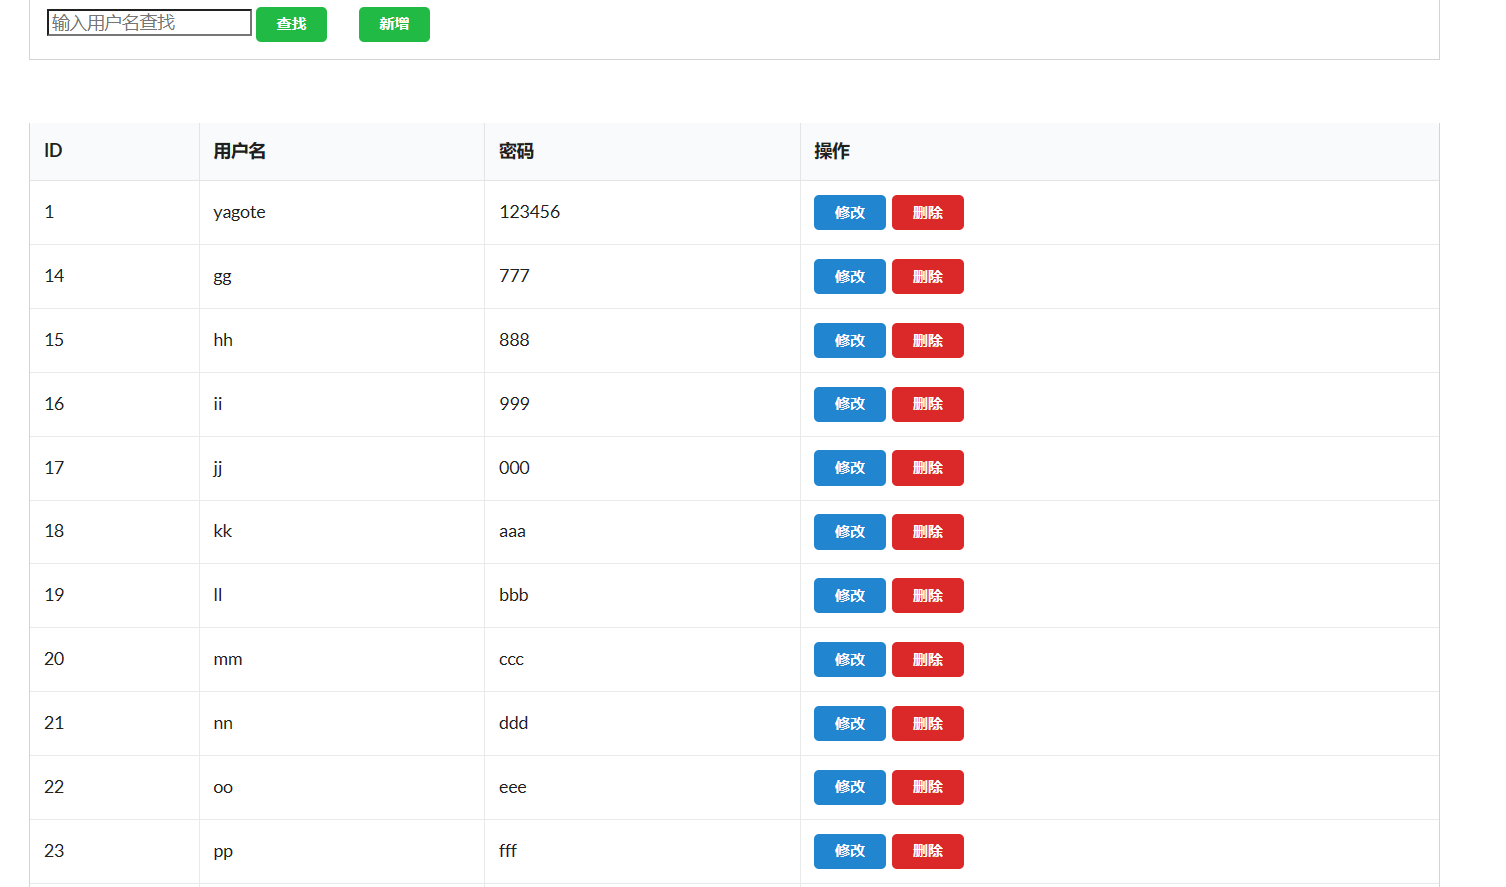 输入用户名查找 查找 新增
ID 用户名 密码 操作
1 yagote 123456 修改 删除
14 gg 777 修改 删除
15 hh 888 修改 删除
16 ii 999 修改 删除
17 jj 000 修改 删除
18 kk aaa 修改 删除
19 ll bbb 修改 删除
20 mm ccc 修改 删除
21 nn ddd 修改 删除
22 oo eee 修改 删除
23 pp fff 修改 删除